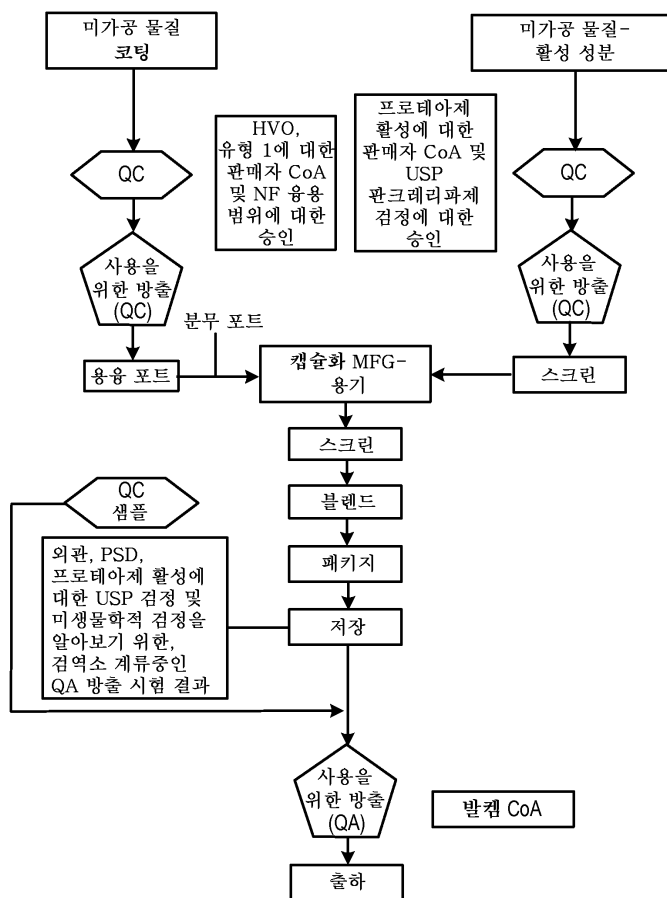 미가공 물질
코팅
미가공 물질-
활성 성분
HVO,
유형 1에 대한
판매자 CoA
및 NF 용융
범위에 대한
승인
프로테아제
활성에 대한
판매자 CoA 및
USP
판크레리파제
검정에 대한
승인
QC
QC
사용을
위한 방출
(QC)
사용을
위한 방출
(QC)
분무 포트
용융 포트
캡슐화 MFG-
용기
스크린
스크린
블렌드
패키지
저장
QC
샘플
외관, PSD,
프로테아제 활성에
대한 USP 검정 및
미생물학적 검정을
알아보기 위한,
검역소 계류중인
QA 방출 시험 결과
사용을
위한 방출
(QA)
발켐 CoA
출하